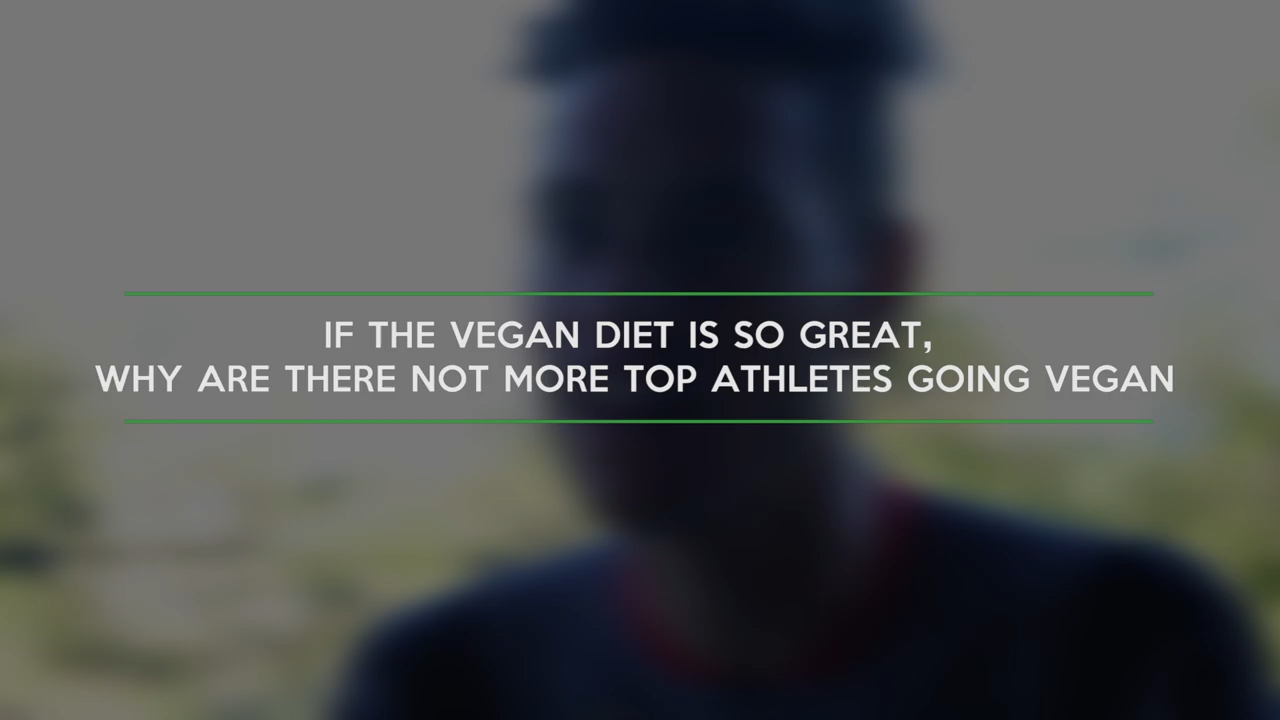 IF THE VEGAN DIET IS SO GREAT,
WHY ARE THERE NOT MORE TOP ATHLETES GOING VEGAN